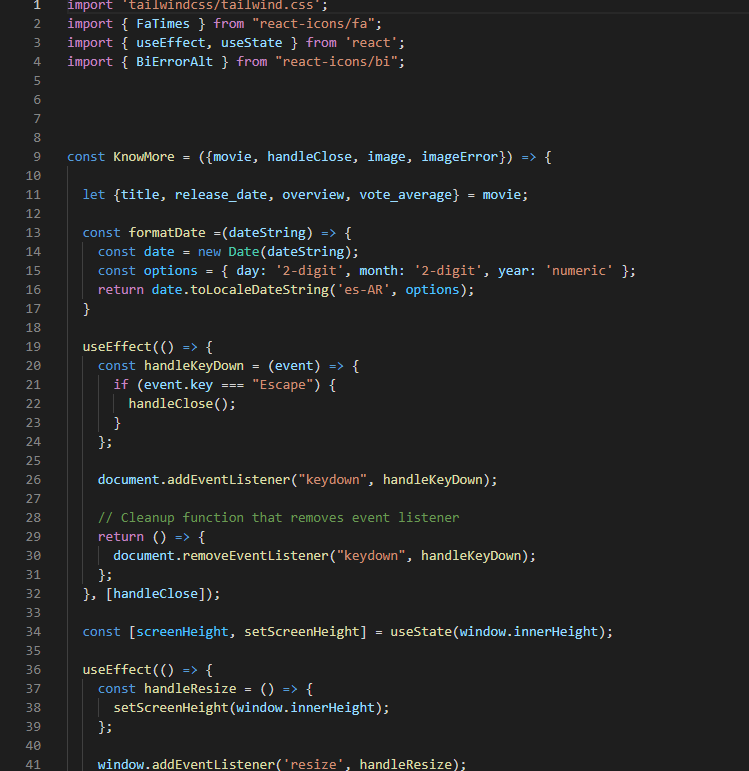 1 import 'tailwindcss/tailwind.css';
2 import { FaTimes } from "react-icons/fa";
3 import { useEffect, useState } from 'react';
4 import { BiErrorAlt } from "react-icons/bi";
5
6
7
8
9 const KnowMore = ({movie, handleClose, image, imageError}) => {
10
11 let {title, release_date, overview, vote_average} = movie;
12
13 const formatDate =(dateString) => {
14 const date = new Date(dateString);
15 const options = { day: '2-digit', month: '2-digit', year: 'numeric' };
16 return date.toLocaleDateString('es-AR', options);
17 }
18
19 useEffect(() => {
20 const handleKeyDown = (event) => {
21 if (event.key === "Escape") {
22 handleClose();
23 }
24 };
25
26 document.addEventListener("keydown", handleKeyDown);
27
28 // Cleanup function that removes event listener
29 return () => {
30 document.removeEventListener("keydown", handleKeyDown);
31 };
32 }, [handleClose]);
33
34 const [screenHeight, setScreenHeight] = useState(window.innerHeight);
35
36 useEffect(() => {
37 const handleResize = () => {
38 setScreenHeight(window.innerHeight);
39 };
40
41 window.addEventListener('resize', handleResize);